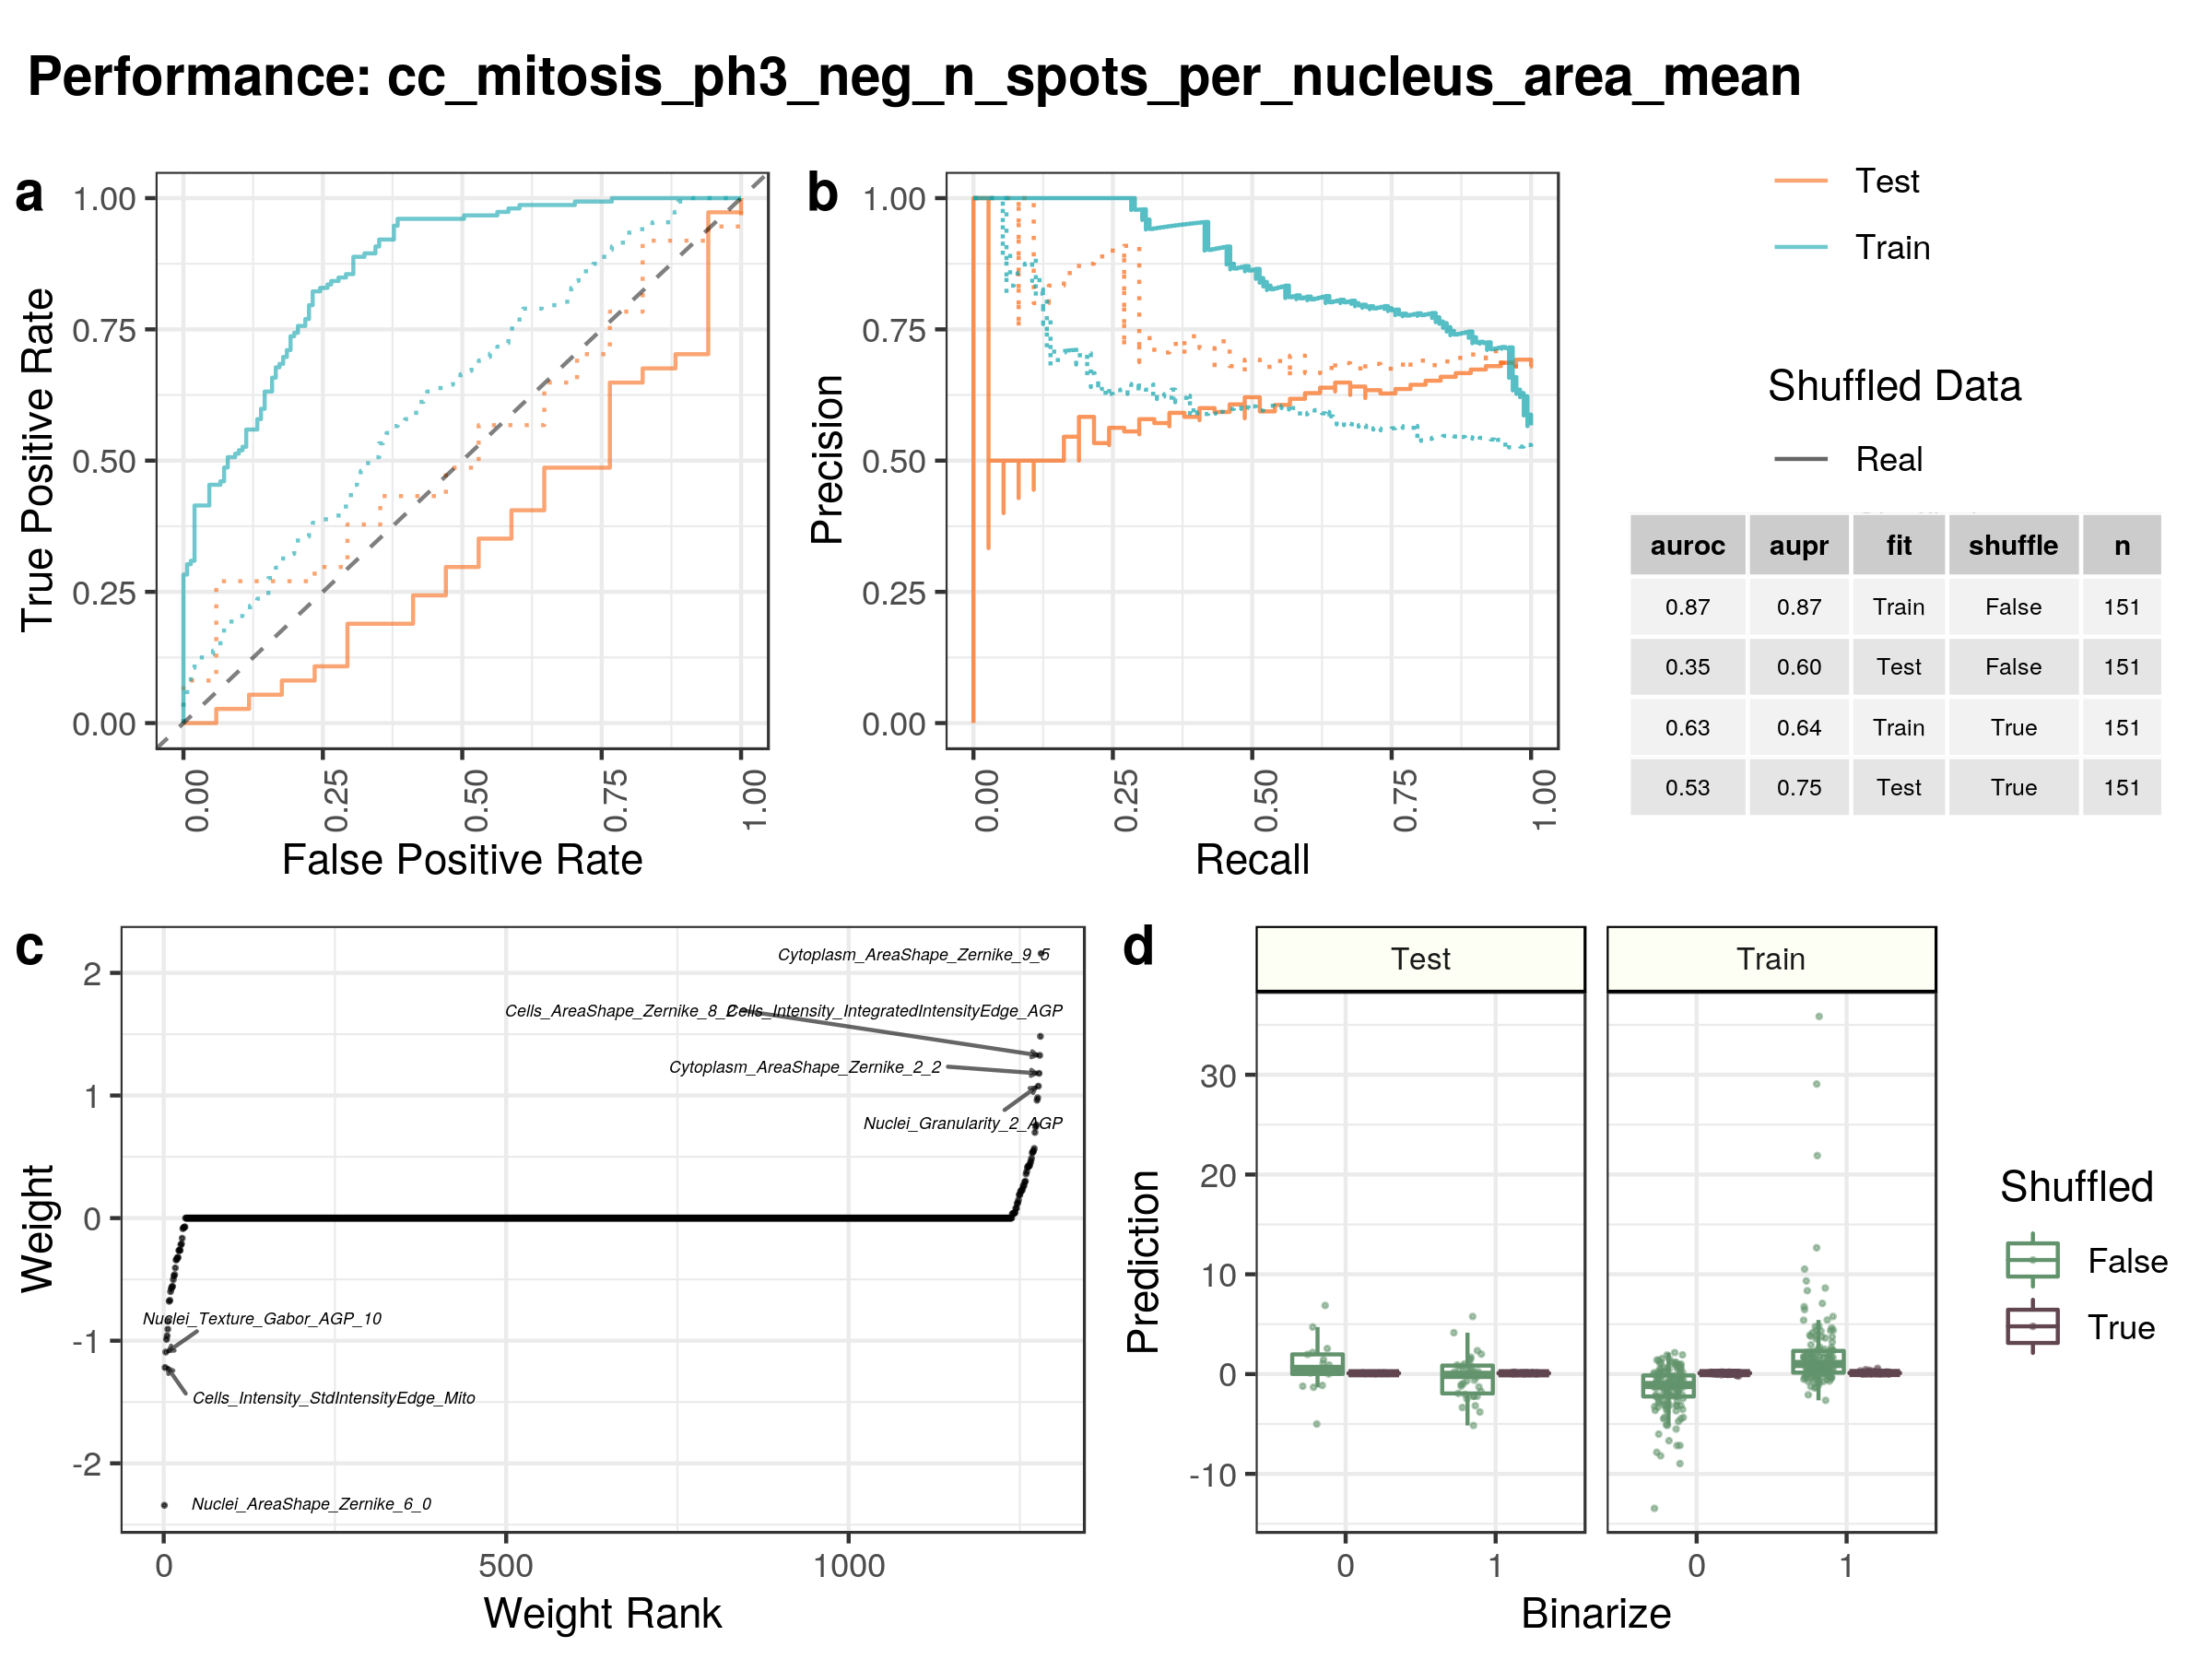 Performance: cc_mitosis_ph3_neg_n_spots_per_nucleus_area_mean
a
1.00
0.75
0.50
0.25
0.00
True Positive Rate
0.00
0.25
0.50
0.75
1.00
False Positive Rate
b
1.00
0.75
0.50
0.25
0.00
Precision
0.00
0.25
0.50
0.75
1.00
Recall
Test
Train
Shuffled Data
Real
auroc aupr fit shuffle n
0.87 0.87 Train False 151
0.35 0.60 Test False 151
0.63 0.64 Train True 151
0.53 0.75 Test True 151
c
2
1
0
-1
-2
Weight
Cytoplasm_AreaShape_Zernike_9_5
Cells_AreaShape_Zernike_8_2
Cells_Intensity_IntegratedIntensityEdge_AGP
Cytoplasm_AreaShape_Zernike_2_2
Nuclei_Granularity_2_AGP
Nuclei_Texture_Gabor_AGP_10
Cells_Intensity_StdIntensityEdge_Mito
Nuclei_AreaShape_Zernike_6_0
0
500
1000
Weight Rank
d
Test
Train
30
20
10
0
-10
Prediction
0
1
0
1
Binarize
Shuffled
False
True